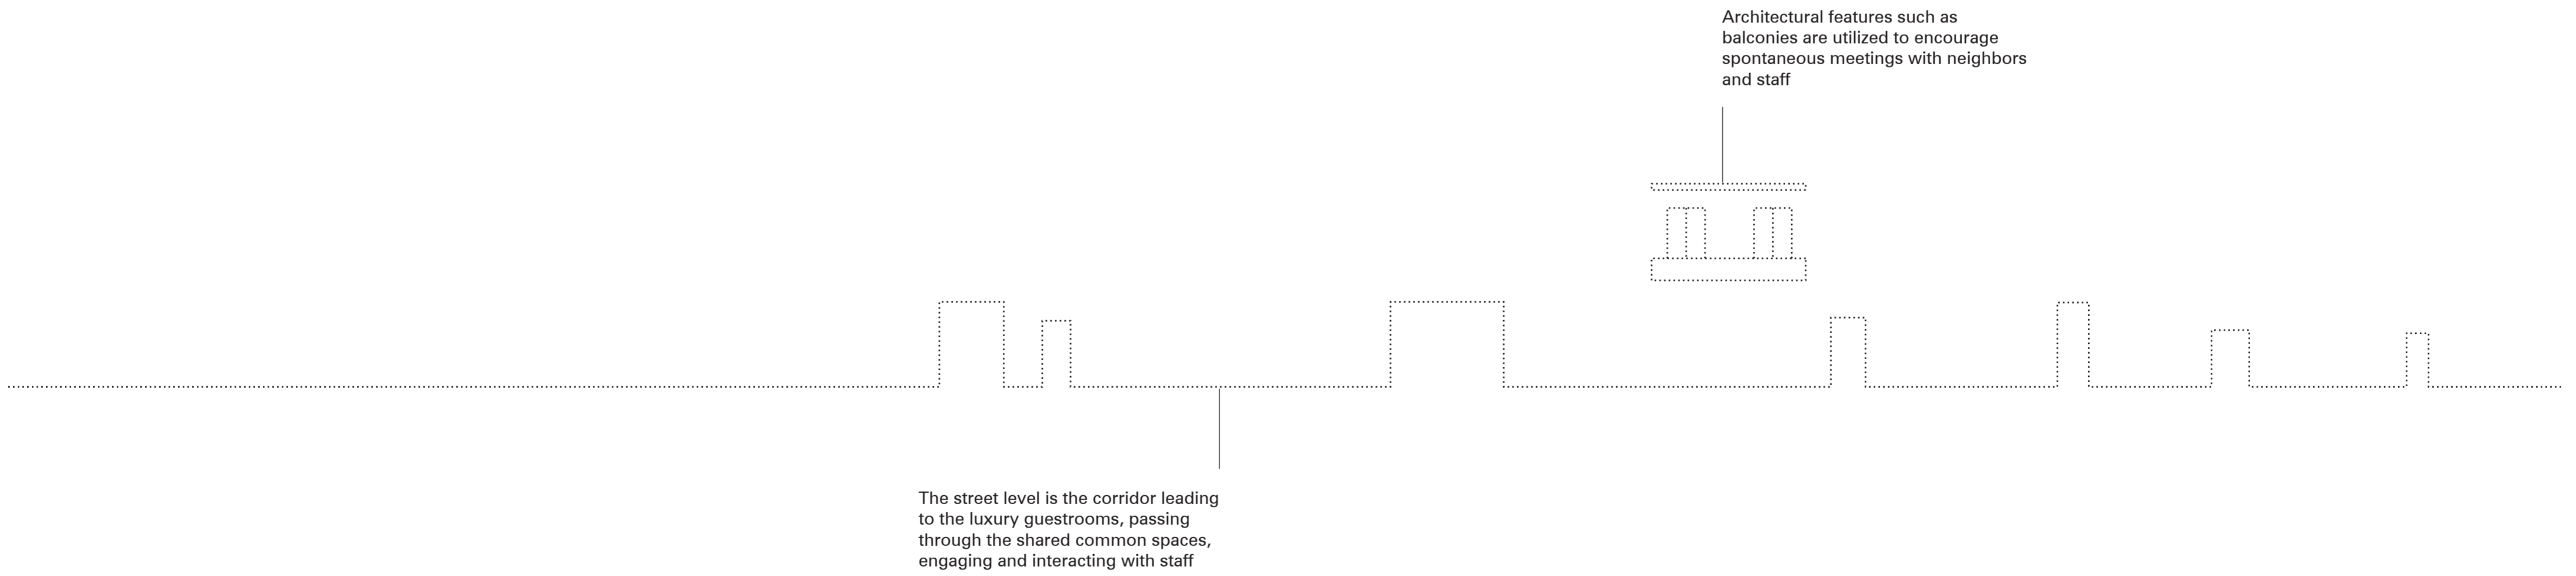 Architectural features such as
balconies are utilized to encourage
spontaneous meetings with neighbors
and staff
The street level is the corridor leading
to the luxury guestrooms, passing
through the shared common spaces,
engaging and interacting with staff